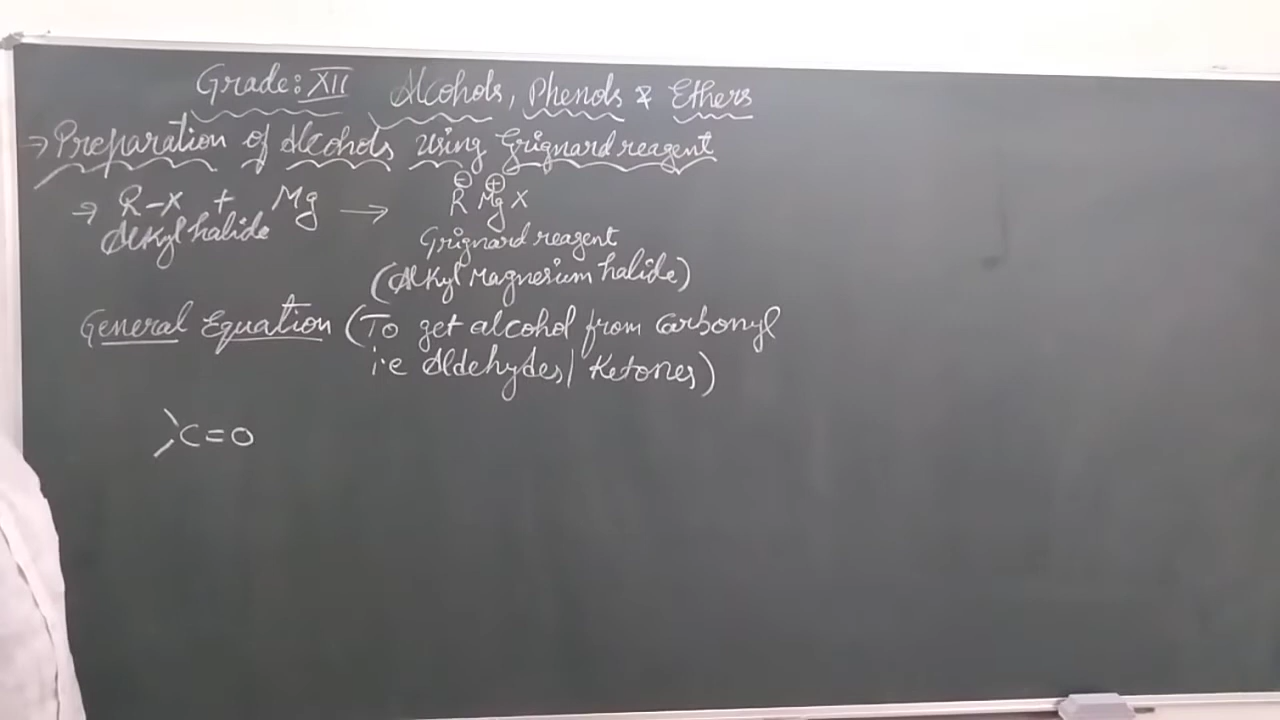 Grade: XII Alcohols, Phenols & Ethers
→ Preparation of Alcohols using Grignard reagent
→ R-X + Mg → R⊖ Mg⊕ X
Alkyl halide Grignard reagent
(Alkyl Magnesium halide)
General Equation (To get alcohol from Carbonyl
i.e Aldehydes/ Ketones)
>C=O